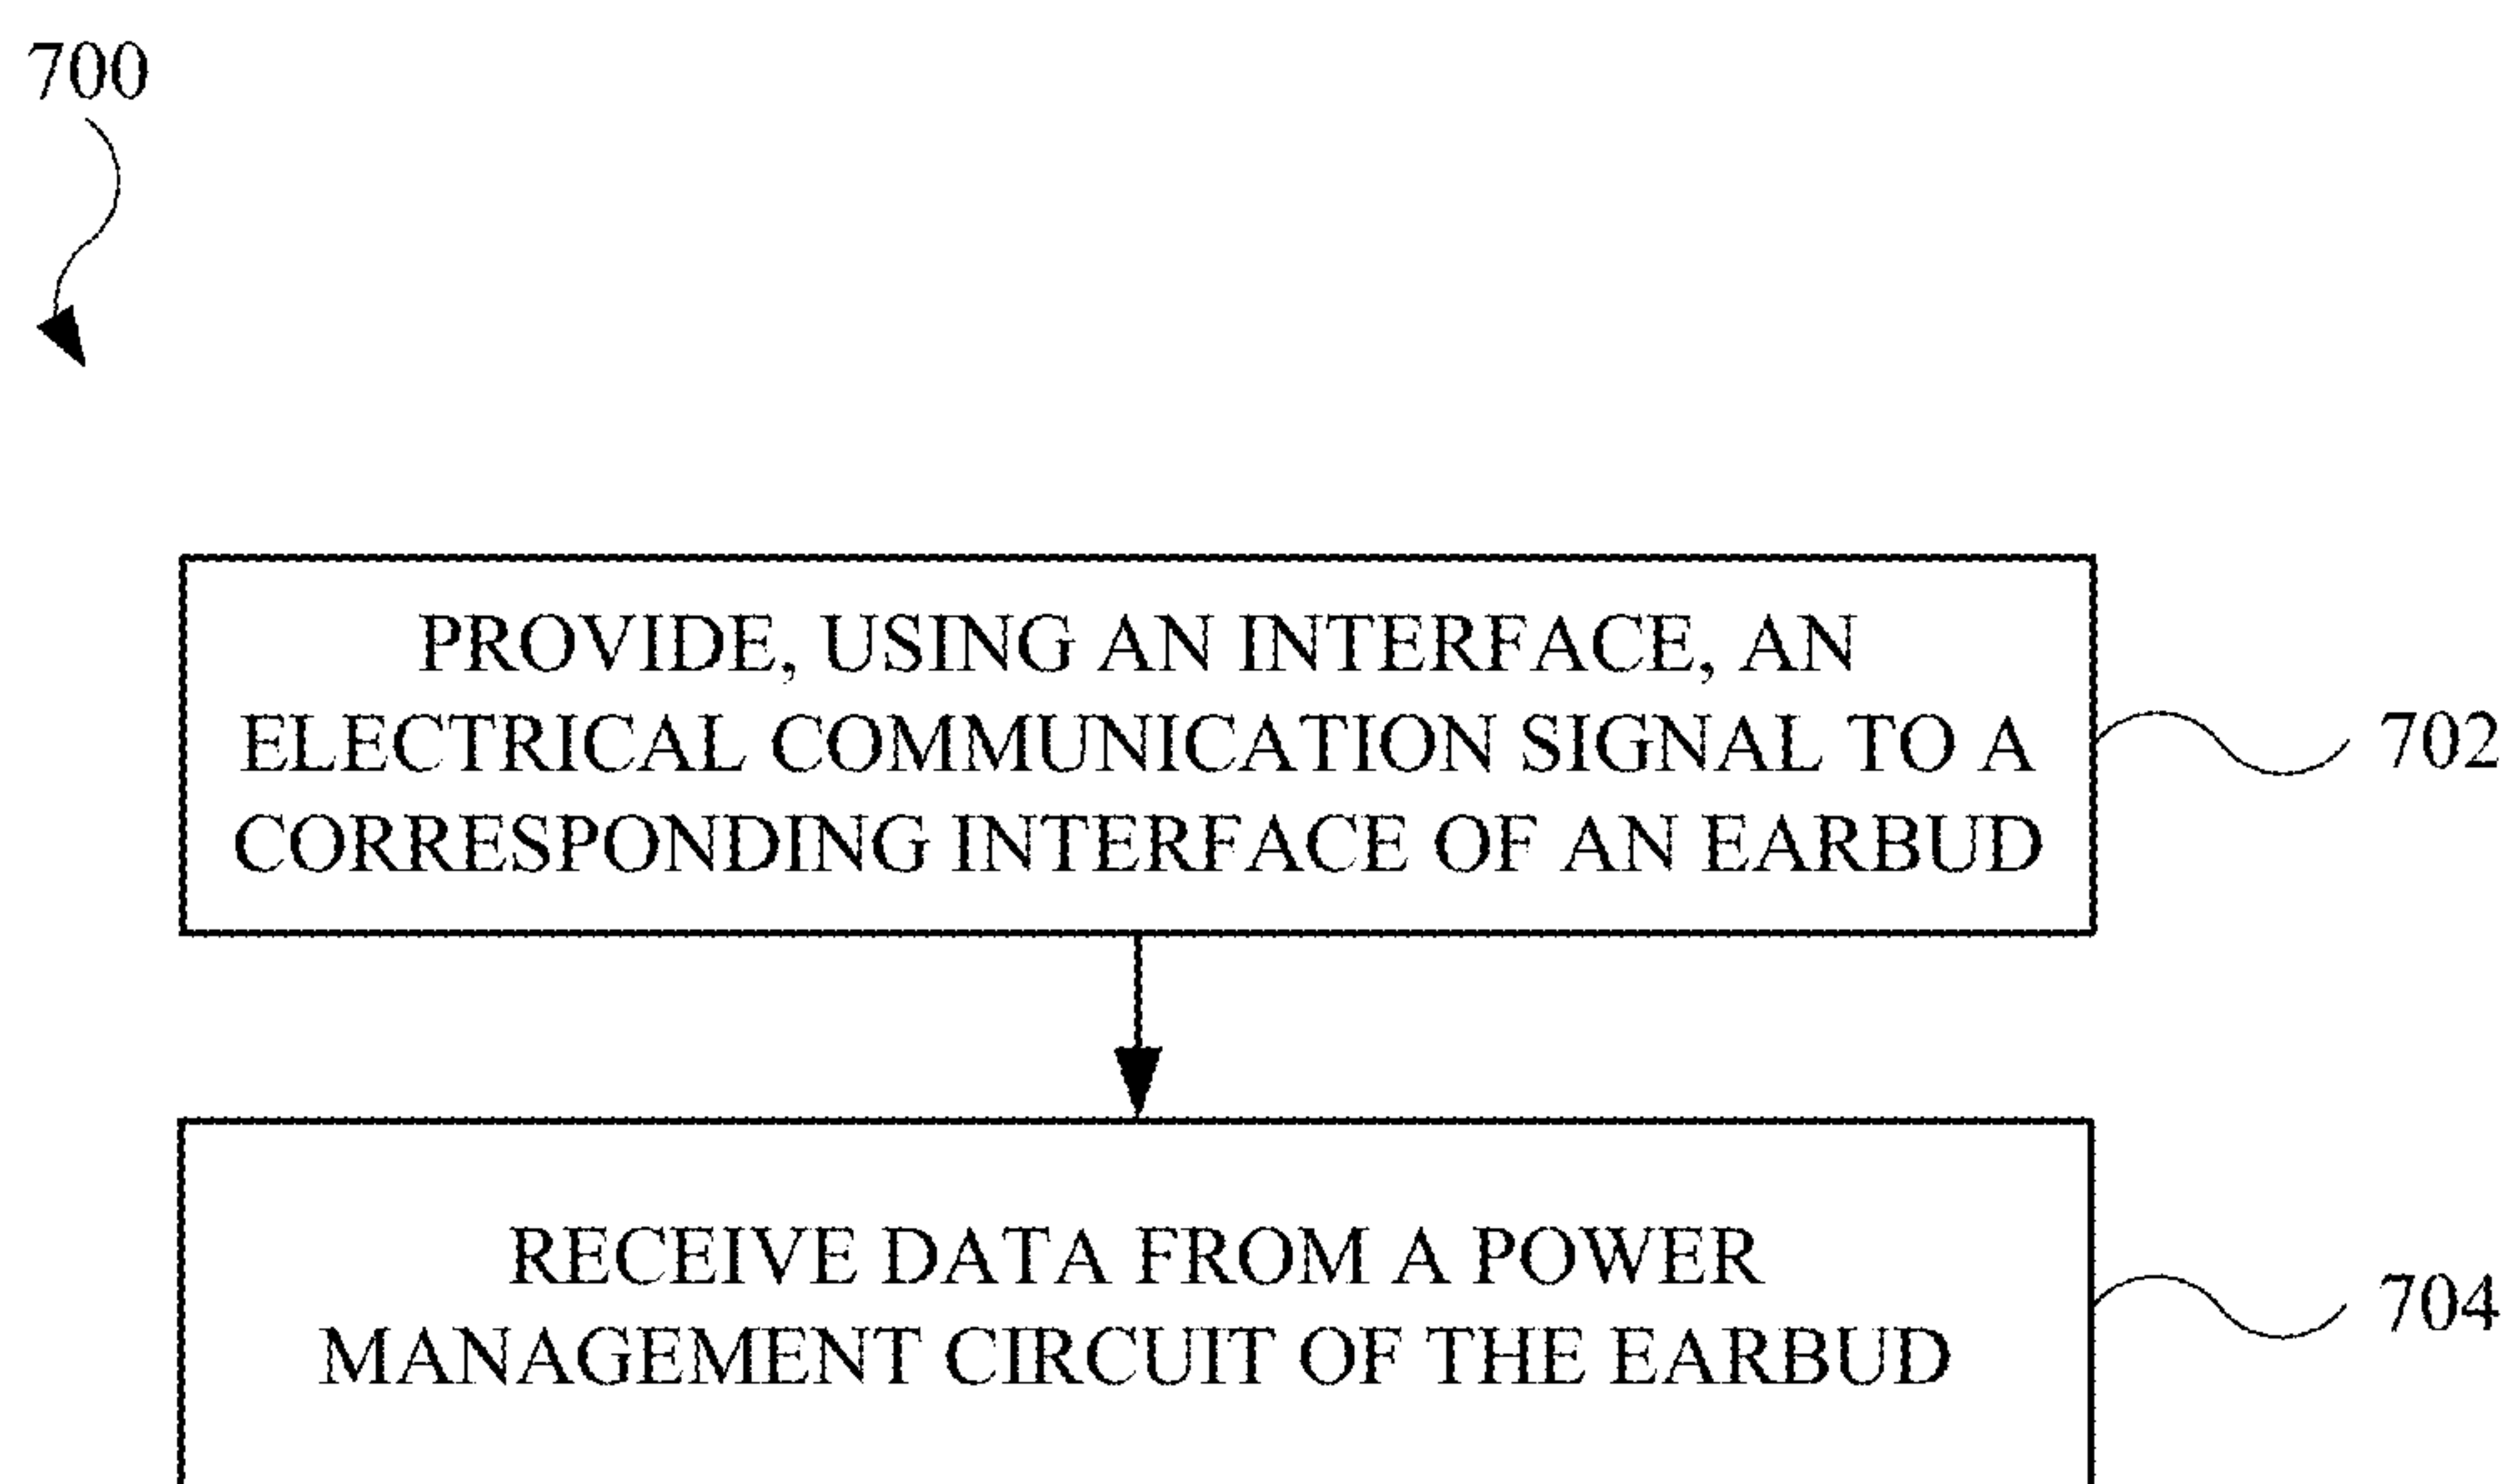 700
PROVIDE, USING AN INTERFACE, AN
ELECTRICAL COMMUNICATION SIGNAL TO A
CORRESPONDING INTERFACE OF AN EARBUD
702
RECEIVE DATA FROM A POWER
MANAGEMENT CIRCUIT OF THE EARBUD
704